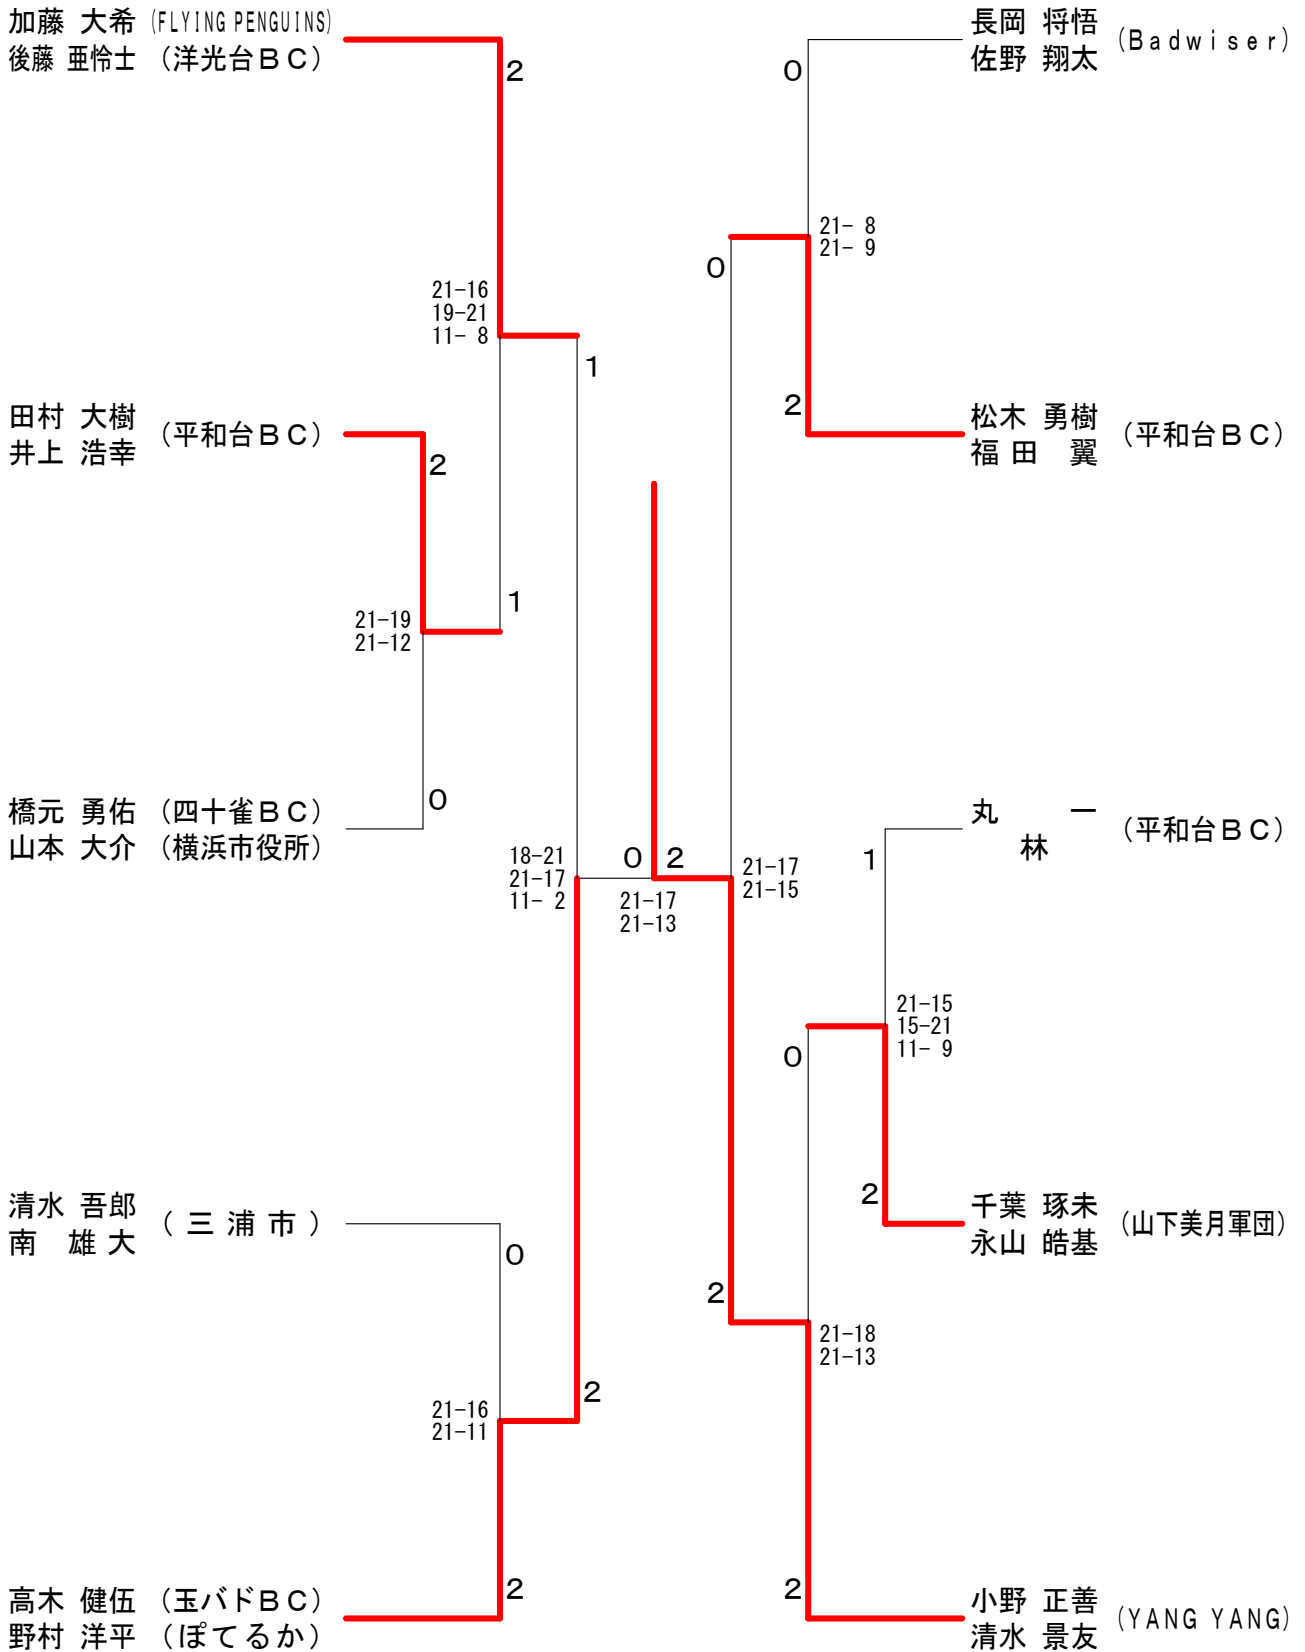 加藤 大希 (FLYING PENGUINS)
後藤 亜怜士 (洋光台ＢＣ)
2
21-16
19-21
11- 8
1
田村 大樹
井上 浩幸
(平和台ＢＣ)
2
1
21-19
21-12
0
橋元 勇佑 (四十雀ＢＣ)
山本 大介 (横浜市役所)
18-21
21-17
11- 2
清水 吾郎
南 雄大
(三浦市)
0
2
21-16
21-11
2
高木 健伍 (玉バドＢＣ)
野村 洋平 (ぽてるか)
0 2
21-17
21-13
長岡 将悟
佐野 翔太
(Badwiser)
0
21- 8
21- 9
0
2
松木 勇樹
福田 翼
(平和台ＢＣ)
21-17
21-15
丸 一
林
(平和台ＢＣ)
1
21-15
15-21
11- 9
0
2
千葉 琢未
永山 皓基
(山下美月軍団)
2
21-18
21-13
2
小野 正善
清水 景友
(YANG YANG)